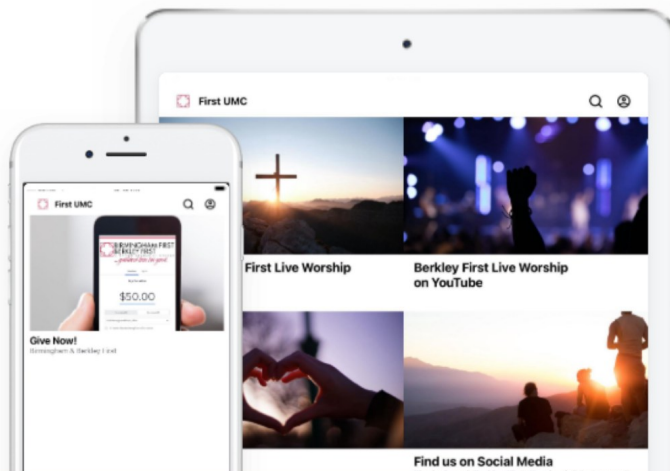 First UMC
First Live Worship
Berkley First Live Worship
on YouTube
Find us on Social Media
First UMC
BIRMINGHAM FIRST
BERKLEY FIRST
$50.00
Give Now!
Birmingham & Berkley First